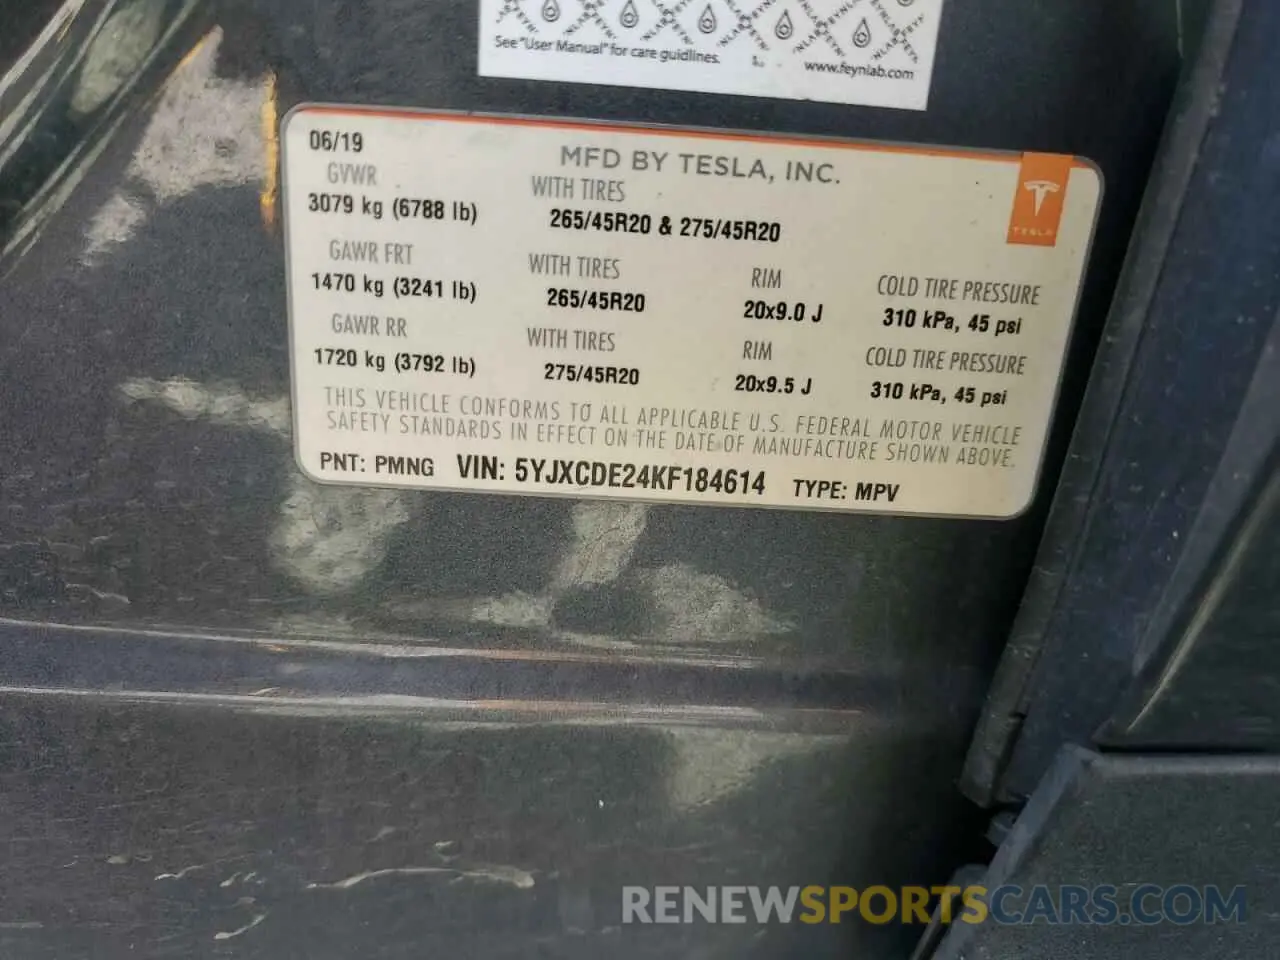 See "User Manual" for care guidlines.
www.feynlab.com
06/19
MFD BY TESLA, INC.
GVWR
WITH TIRES
3079 kg (6788 lb)
265/45R20 & 275/45R20
TESLA
GAWR FRT
WITH TIRES
RIM
COLD TIRE PRESSURE
1470 kg (3241 lb)
265/45R20
20x9.0 J
310 kPa, 45 psi
GAWR RR
WITH TIRES
RIM
COLD TIRE PRESSURE
1720 kg (3792 lb)
275/45R20
20x9.5 J
310 kPa, 45 psi
THIS VEHICLE CONFORMS TO ALL APPLICABLE U.S. FEDERAL MOTOR VEHICLE
SAFETY STANDARDS IN EFFECT ON THE DATE OF MANUFACTURE SHOWN ABOVE.
PNT: PMNG VIN: 5YJXCDE24KF184614 TYPE: MPV
RENEWSPORTSCARS.COM